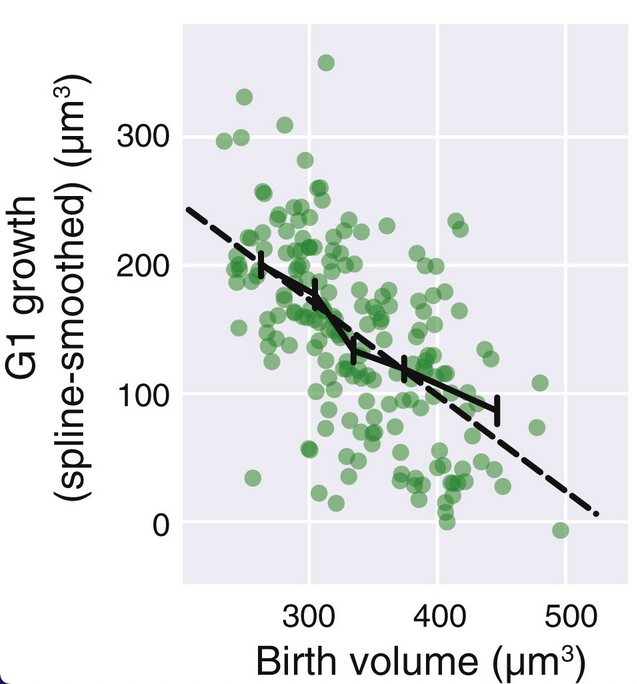 G1 growth
(spline-smoothed) (μm³)
300
200
100
0
300 400 500
Birth volume (μm³)